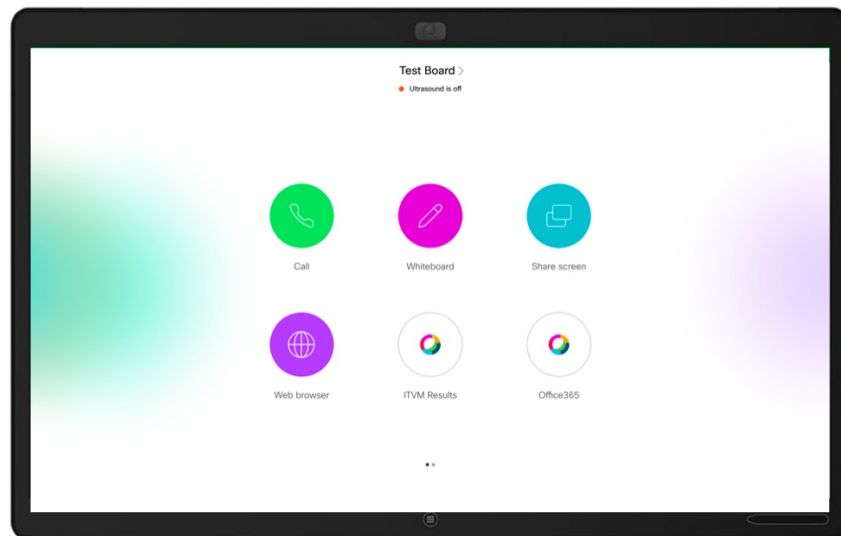 Test Board
Ultrasound is off
Call
Whiteboard
Share screen
Web browser
ITVM Results
Office365